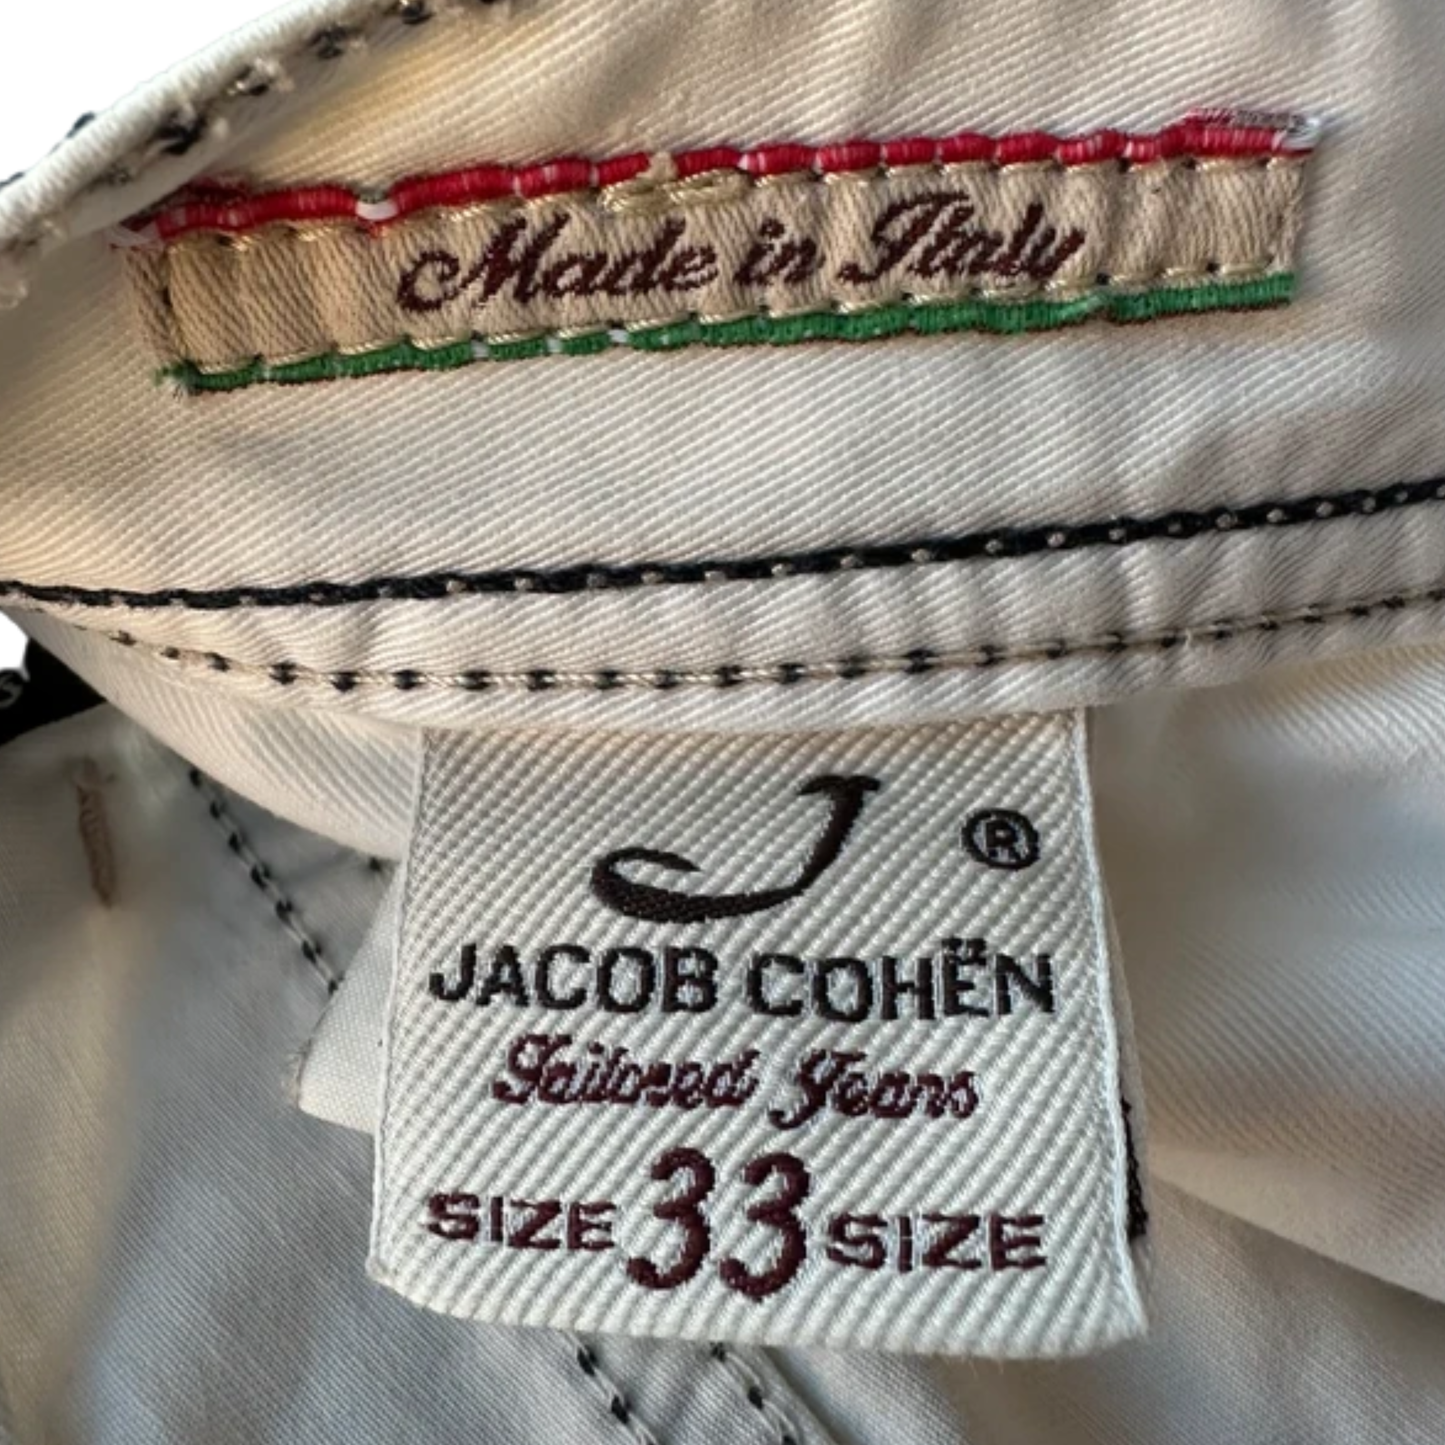 Made in Italy
J ®
JACOB COHËN
Tailored Jeans
SIZE 33 SIZE